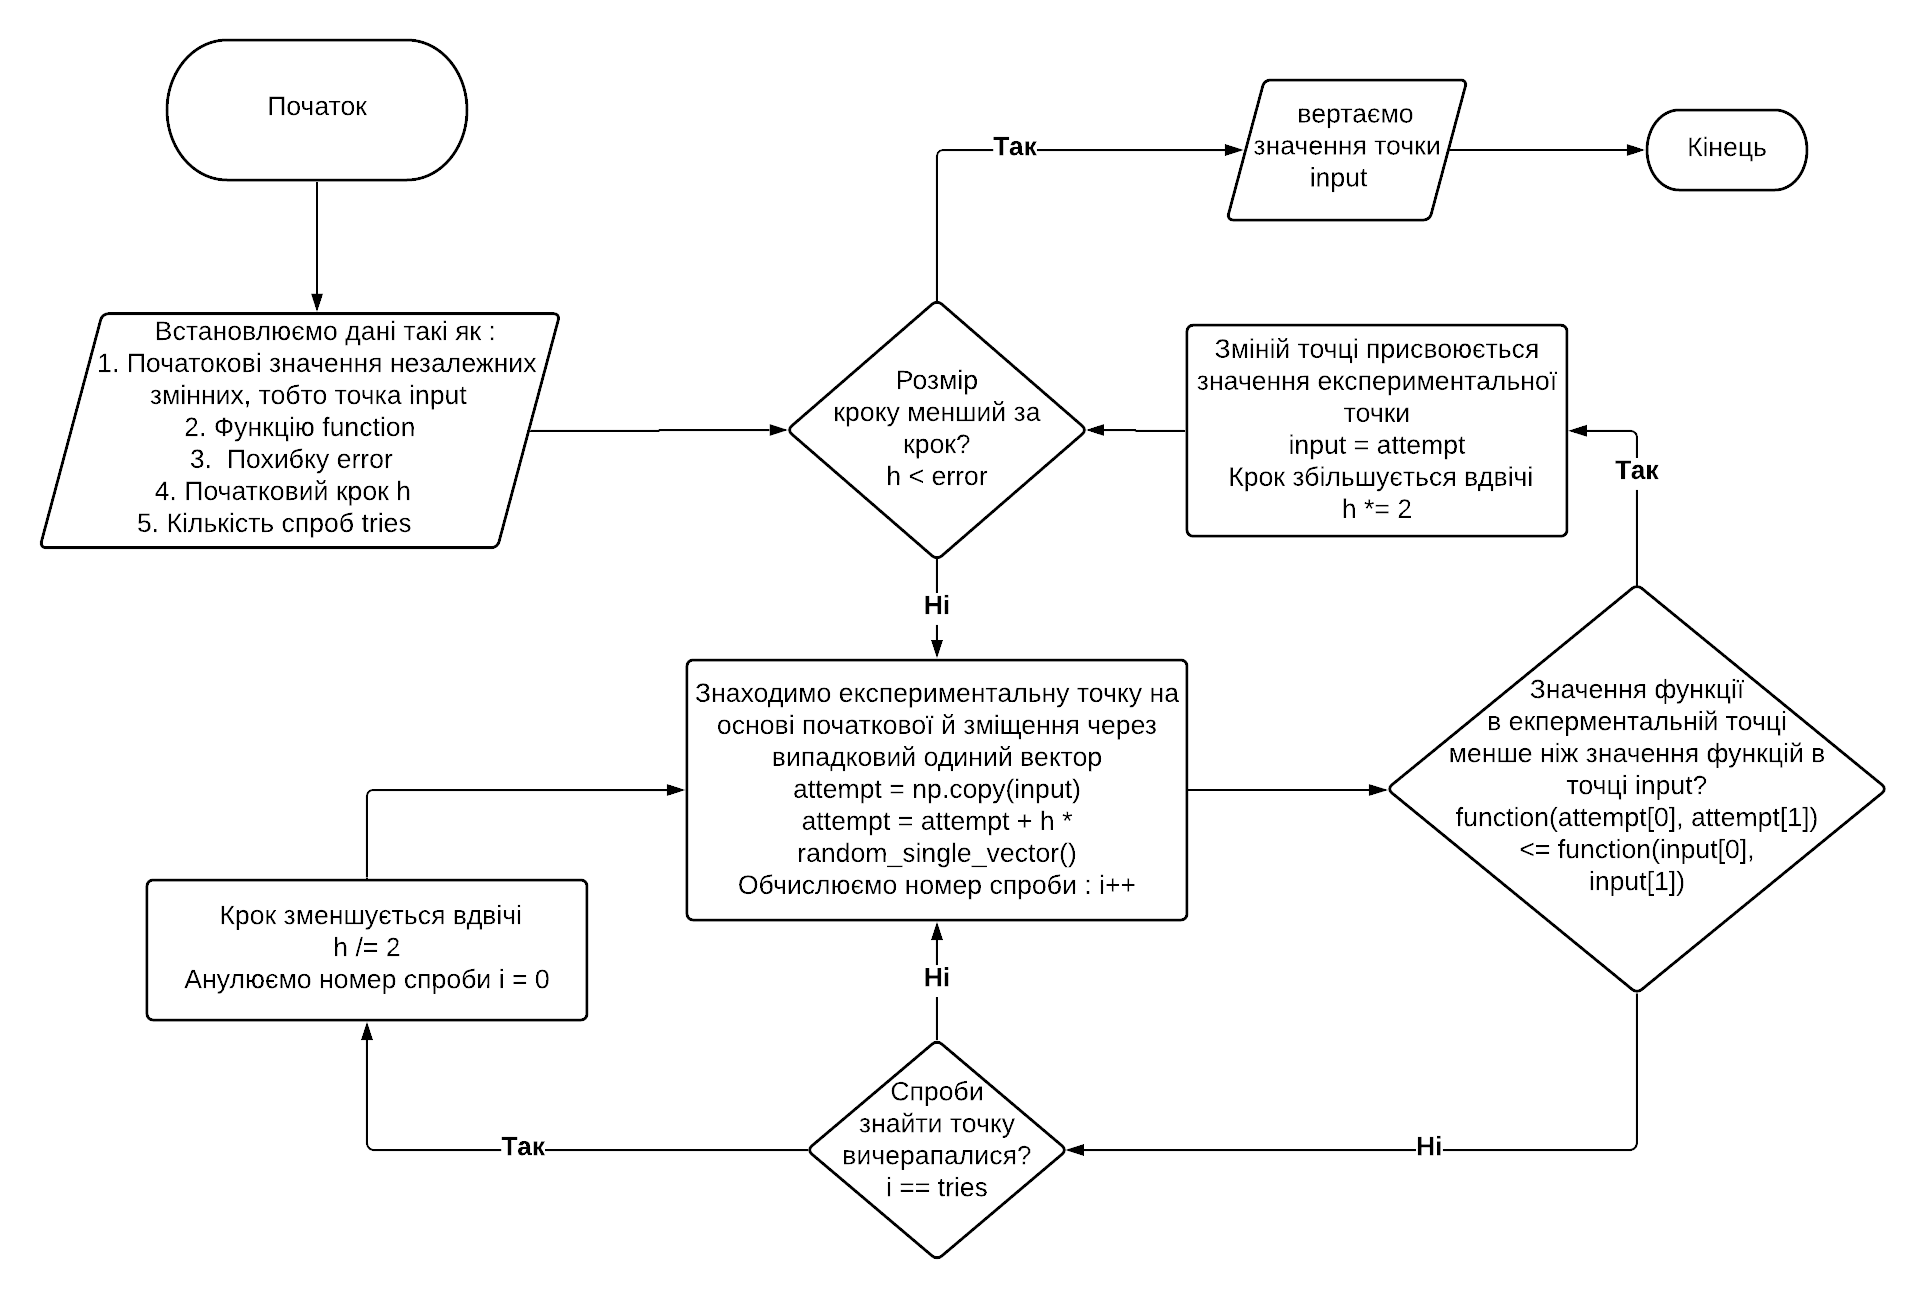 Початок
Встановлюємо дані такі як :
1. Початокові значення незалежних
змінних, тобто точка input
2. Функцію function
3.  Похибку error
4. Початковий крок h
5. Кількість спроб tries
Розмір
кроку менший за
крок?
h < error
Так
вертаємо
значення точки
input
Кінець
Зміній точці присвоюється
значення експериментальної
точки
input = attempt
Крок збільшується вдвічі
h *= 2
Так
Ні
Знаходимо експериментальну точку на
основі початкової й зміщення через
випадковий одиний вектор
attempt = np.copy(input)
attempt = attempt + h *
random_single_vector()
Обчислюємо номер спроби : i++
Значення функції
в екперментальній точці
менше ніж значення функцій в
точці input?
function(attempt[0], attempt[1])
<= function(input[0],
input[1])
Крок зменшується вдвічі
h /= 2
Анулюємо номер спроби i = 0
Ні
Спроби
знайти точку
вичерапалися?
i == tries
Так
Ні